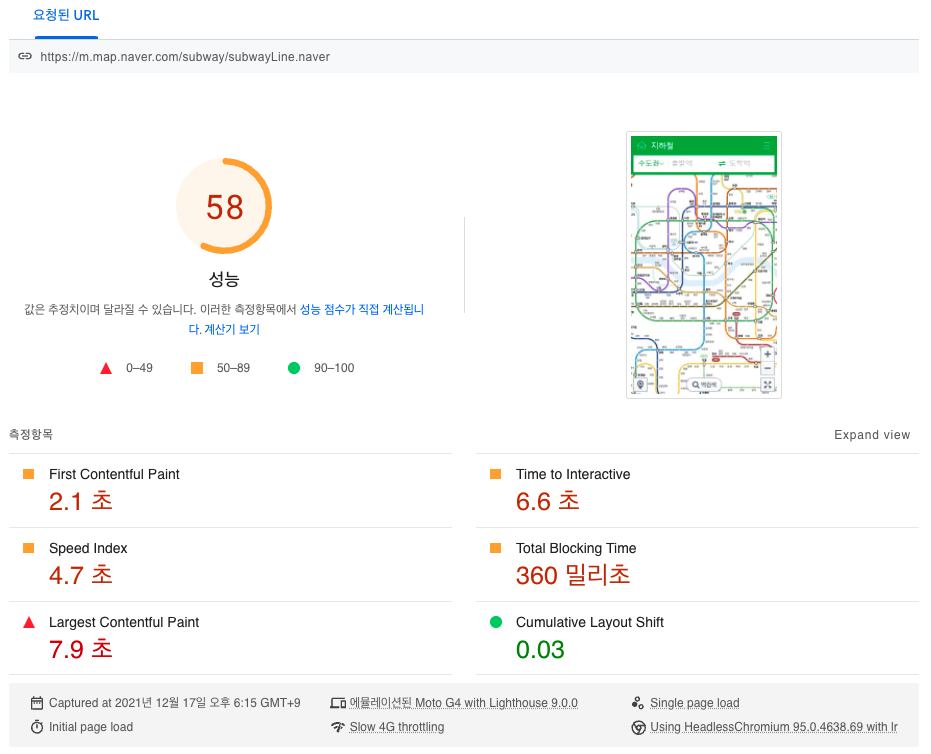 요청된 URL
https://m.map.naver.com/subway/subwayLine.naver
지하철
수도권
출발역
도착역
58
성능
값은 추정치이며 달라질 수 있습니다. 이러한 측정항목에서 성능 점수가 직접 계산됩니
다. 계산기 보기
0–49 50–89 90–100
측정항목 Expand view
First Contentful Paint
2.1 초
Time to Interactive
6.6 초
Speed Index
4.7 초
Total Blocking Time
360 밀리초
Largest Contentful Paint
7.9 초
Cumulative Layout Shift
0.03
Captured at 2021년 12월 17일 오후 6:15 GMT+9
에뮬레이션된 Moto G4 with Lighthouse 9.0.0
Single page load
Initial page load
Slow 4G throttling
Using HeadlessChromium 95.0.4638.69 with lr